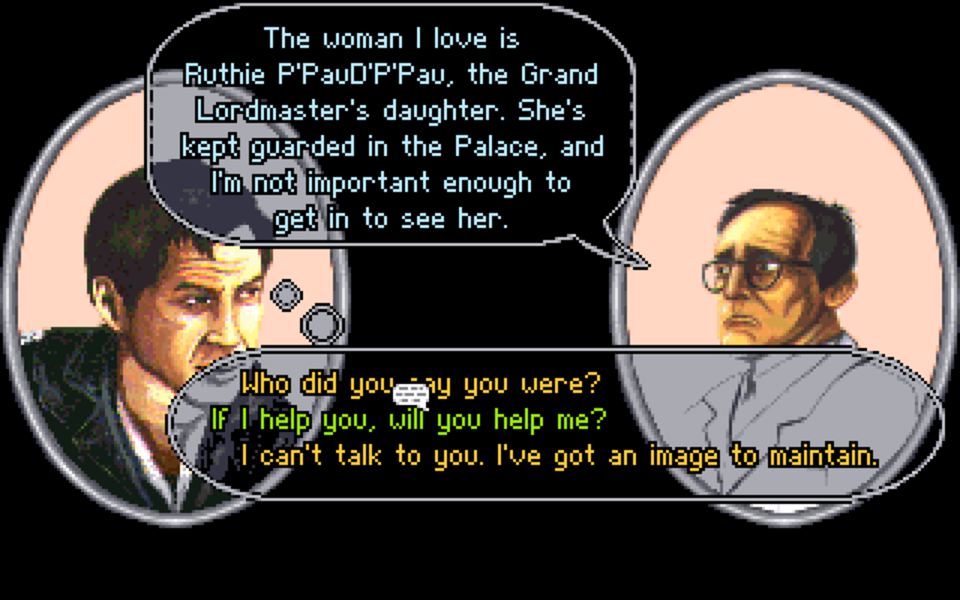 The woman I love is
Ruthie P'PauD'P'Pau, the Grand
Lordmaster's daughter. She's
kept guarded in the Palace, and
I'm not important enough to
get in to see her.
Who did you say you were?
If I help you, will you help me?
I can't talk to you. I've got an image to maintain.